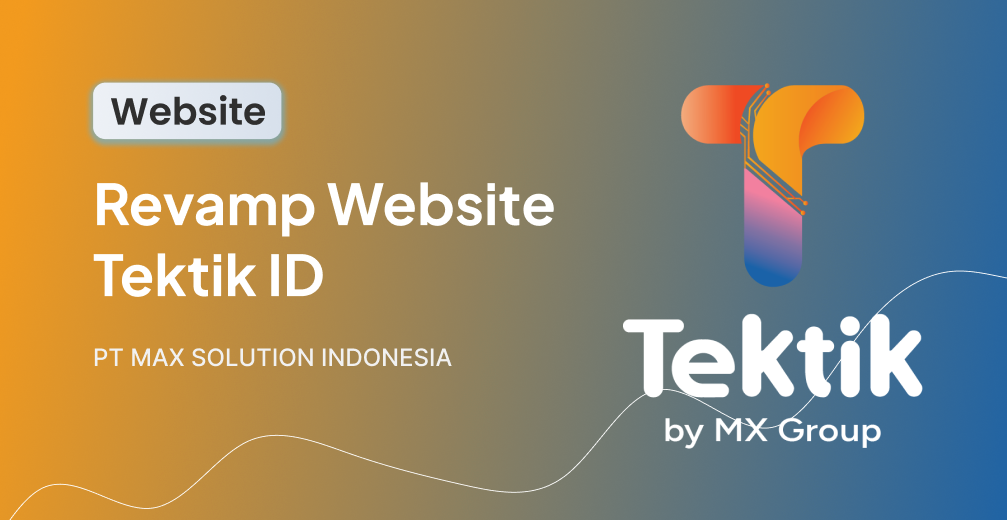 Website
Revamp Website
Tektik ID
PT MAX SOLUTION INDONESIA
Tektik
by MX Group